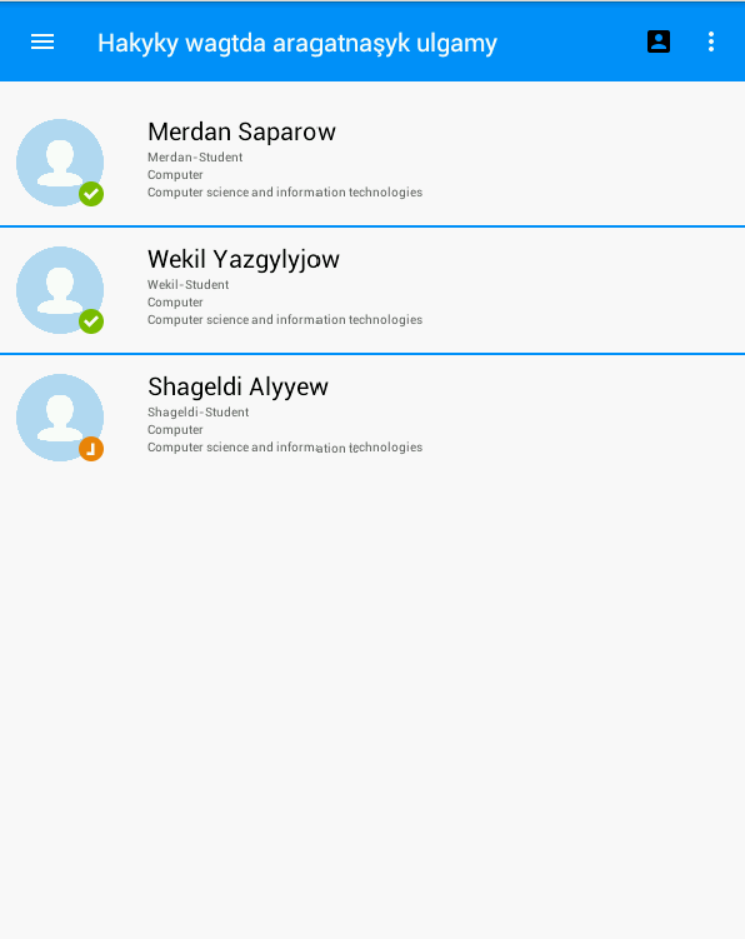 Hakyky wagtda aragatnaşyk ulgamy
Merdan Saparow
Merdan-Student
Computer
Computer science and information technologies
Wekil Yazgylyjow
Wekil-Student
Computer
Computer science and information technologies
Shageldi Alyyew
Shageldi-Student
Computer
Computer science and information technologies